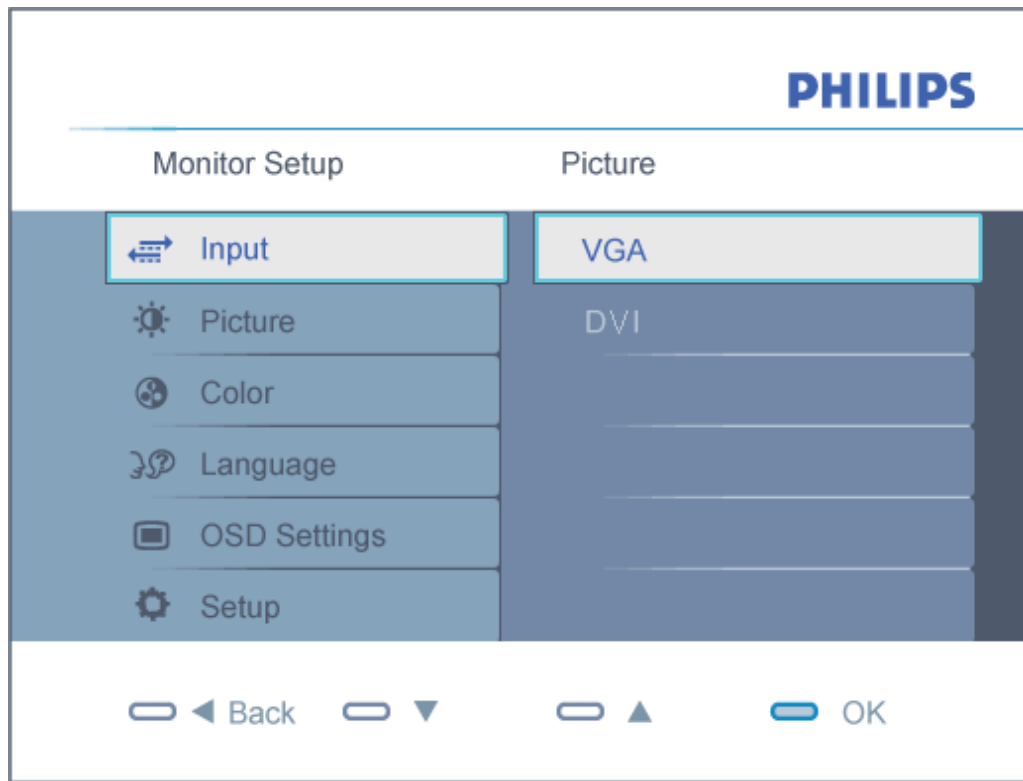 PHILIPS
Monitor Setup Picture
Input VGA
Picture DVI
Color
Language
OSD Settings
Setup
Back OK